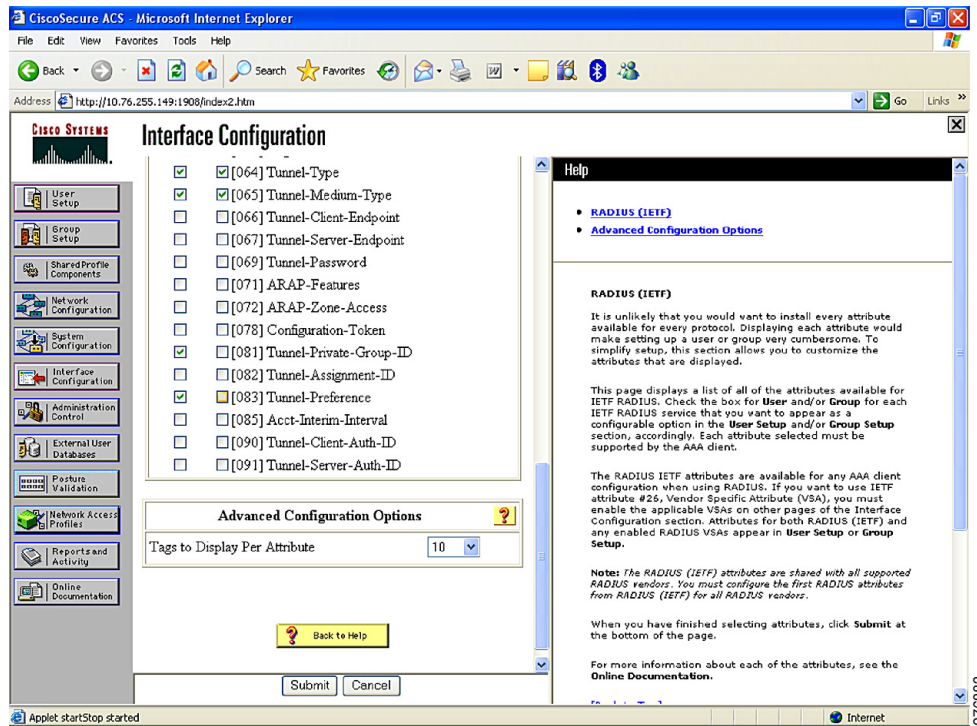 CiscoSecure ACS - Microsoft Internet Explorer
File Edit View Favorites Tools Help
Back Search Favorites
Address http://10.76.255.149:1908/index2.htm Go Links »
CISCO SYSTEMS
Interface Configuration
User
Setup
Group
Setup
Shared Profile
Components
Network
Configuration
System
Configuration
Interface
Configuration
Administration
Control
External User
Databases
Posture
Validation
Network Access
Profiles
Reports and
Activity
Online
Documentation
[064] Tunnel-Type
[065] Tunnel-Medium-Type
[066] Tunnel-Client-Endpoint
[067] Tunnel-Server-Endpoint
[069] Tunnel-Password
[071] ARAP-Features
[072] ARAP-Zone-Access
[078] Configuration-Token
[081] Tunnel-Private-Group-ID
[082] Tunnel-Assignment-ID
[083] Tunnel-Preference
[085] Acct-Interim-Interval
[090] Tunnel-Client-Auth-ID
[091] Tunnel-Server-Auth-ID
Advanced Configuration Options ?
Tags to Display Per Attribute 10
? Back to Help
Submit Cancel
Help
• RADIUS (IETF)
• Advanced Configuration Options
RADIUS (IETF)
It is unlikely that you would want to install every attribute
available for every protocol. Displaying each attribute would
make setting up a user or group very cumbersome. To
simplify setup, this section allows you to customize the
attributes that are displayed.
This page displays a list of all of the attributes available for
IETF RADIUS. Check the box for User and/or Group for each
IETF RADIUS service that you want to appear as a
configurable option in the User Setup and/or Group Setup
section, accordingly. Each attribute selected must be
supported by the AAA client.
The RADIUS IETF attributes are available for any AAA client
configuration when using RADIUS. If you want to use IETF
attribute #26, Vendor Specific Attribute (VSA), you must
enable the applicable VSAs on other pages of the Interface
Configuration section. Attributes for both RADIUS (IETF) and
any enabled RADIUS VSAs appear in User Setup or Group
Setup.
Note: The RADIUS (IETF) attributes are shared with all supported
RADIUS vendors. You must configure the first RADIUS attributes
from RADIUS (IETF) for all RADIUS vendors.
When you have finished selecting attributes, click Submit at
the bottom of the page.
For more information about each of the attributes, see the
Online Documentation.
Applet startStop started
Internet